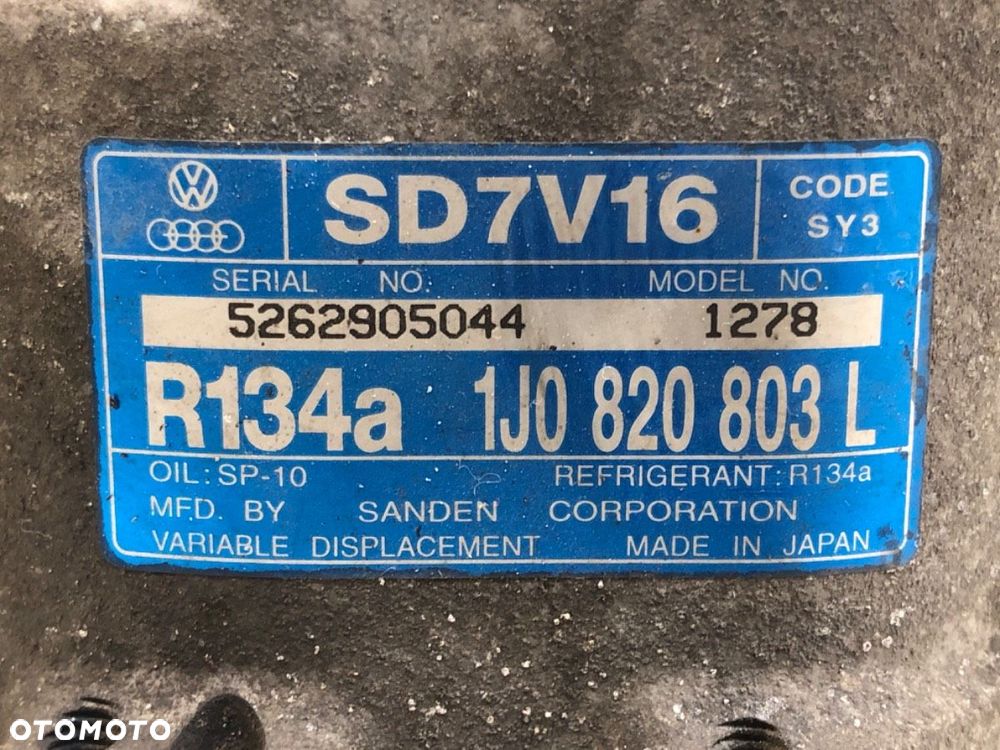 SD7V16
CODE
SY3
SERIAL NO. MODEL NO.
5262905044 1278
R134a 1J0 820 803 L
OIL: SP-10 REFRIGERANT: R134a
MFD. BY SANDEN CORPORATION
VARIABLE DISPLACEMENT MADE IN JAPAN
OTOMOTO